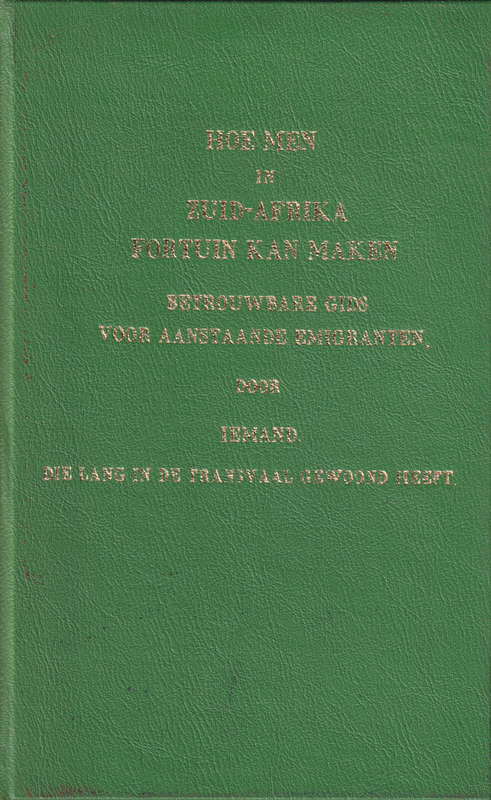 HOE MEN
IN
ZUID-AFRIKA
FORTUIN KAN MAKEN
BETROUWBARE GIDS
VOOR AANSTAANDE EMIGRANTEN,
DOOR
IEMAND,
DIE LANG IN DE TRANSVAAL GEWOOND HEEFT.